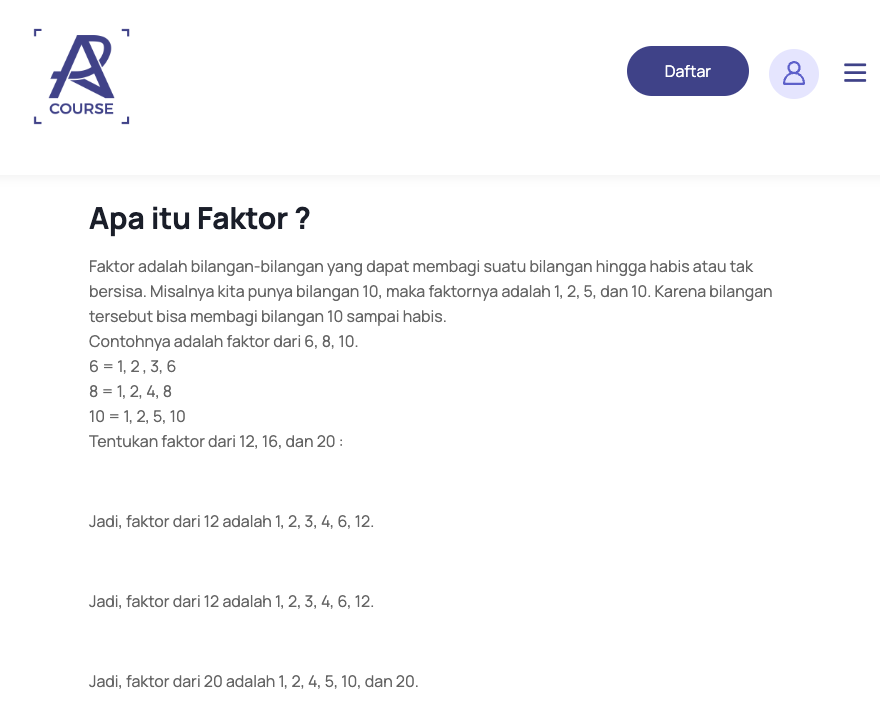 AR
COURSE
Daftar
Apa itu Faktor ?
Faktor adalah bilangan-bilangan yang dapat membagi suatu bilangan hingga habis atau tak
bersisa. Misalnya kita punya bilangan 10, maka faktornya adalah 1, 2, 5, dan 10. Karena bilangan
tersebut bisa membagi bilangan 10 sampai habis.
Contohnya adalah faktor dari 6, 8, 10.
6 = 1, 2 , 3, 6
8 = 1, 2, 4, 8
10 = 1, 2, 5, 10
Tentukan faktor dari 12, 16, dan 20 :
Jadi, faktor dari 12 adalah 1, 2, 3, 4, 6, 12.
Jadi, faktor dari 12 adalah 1, 2, 3, 4, 6, 12.
Jadi, faktor dari 20 adalah 1, 2, 4, 5, 10, dan 20.